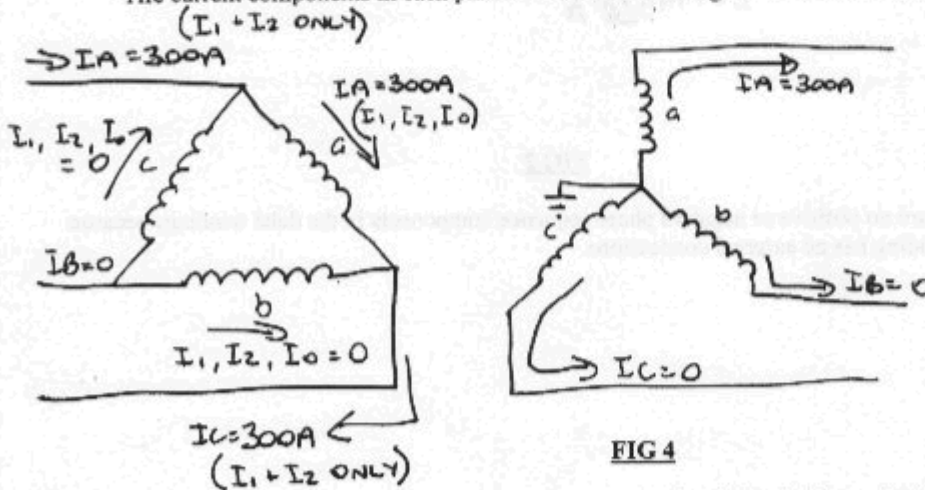 The current components in each
(I1 + I2 ONLY)
IA = 300A
IA = 300A
(I1, I2, I0)
a
I1, I2, I0
= 0
c
IB=0
b
I1, I2, I0 = 0
IC=300A
(I1 + I2 ONLY)
IA = 300A
a
c
b
IB= 0
IC=0
FIG 4